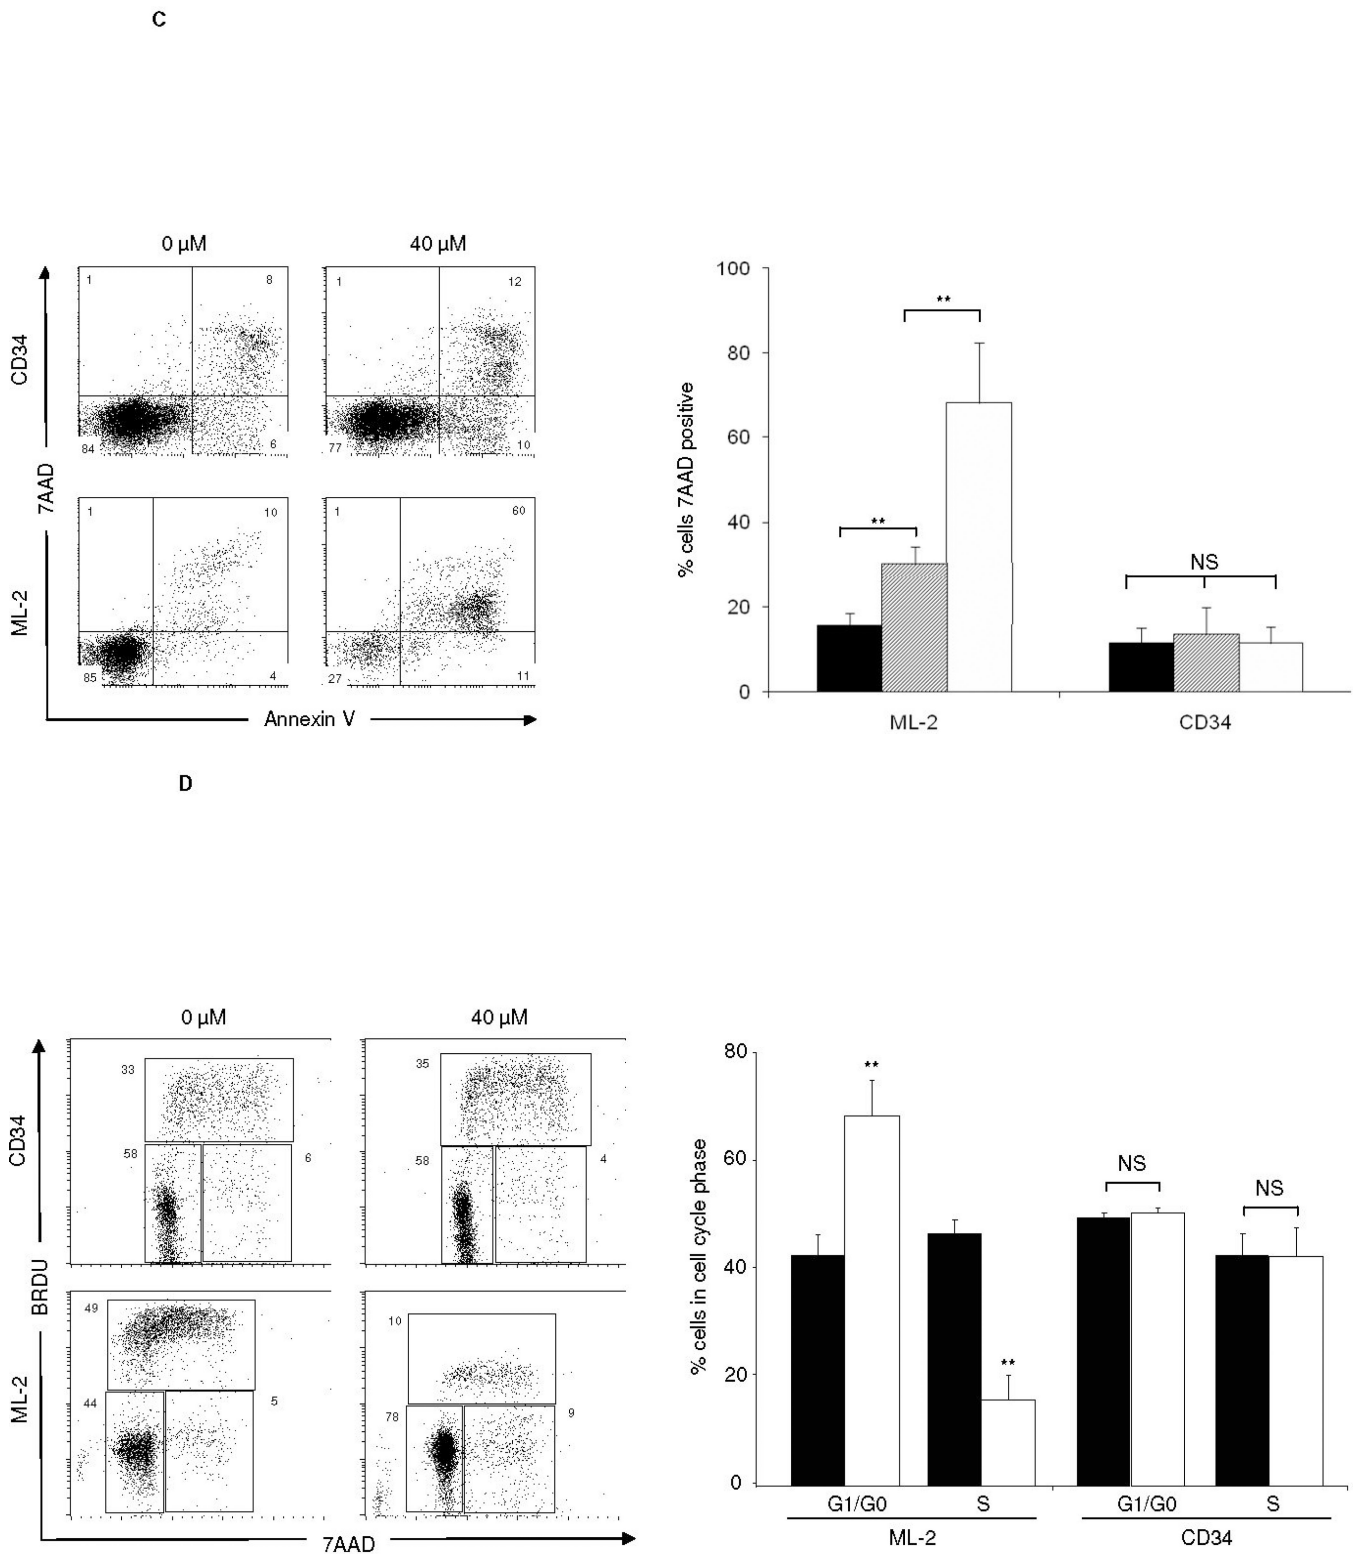 C
0 µM
40 µM
CD34
7AAD
ML-2
1
8
84
6
1
12
77
10
1
10
85
4
1
60
27
11
Annexin V
% cells 7AAD positive
100
80
60
40
20
0
**
**
NS
ML-2
CD34
D
0 µM
40 µM
CD34
BRDU
ML-2
33
58
6
35
58
4
49
44
5
10
78
9
7AAD
% cells in cell cycle phase
80
60
40
20
0
**
**
NS
NS
G1/G0
S
G1/G0
S
ML-2
CD34